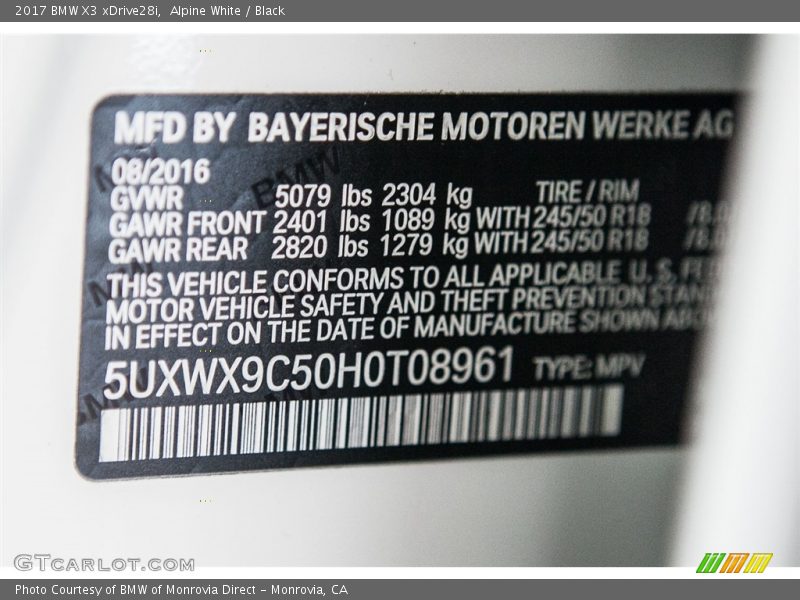 2017 BMW X3 xDrive28i, Alpine White / Black
MFD BY BAYERISCHE MOTOREN WERKE AG
08/2016
GVWR 5079 lbs 2304 kg TIRE / RIM
GAWR FRONT 2401 lbs 1089 kg WITH 245/50 R18
GAWR REAR 2820 lbs 1279 kg WITH 245/50 R18
THIS VEHICLE CONFORMS TO ALL APPLICABLE U. S.
MOTOR VEHICLE SAFETY AND THEFT PREVENTION
IN EFFECT ON THE DATE OF MANUFACTURE SHOWN
5UXWX9C50H0T08961 TYPE: MPV
GTCARLOT.COM
Photo Courtesy of BMW of Monrovia Direct – Monrovia, CA